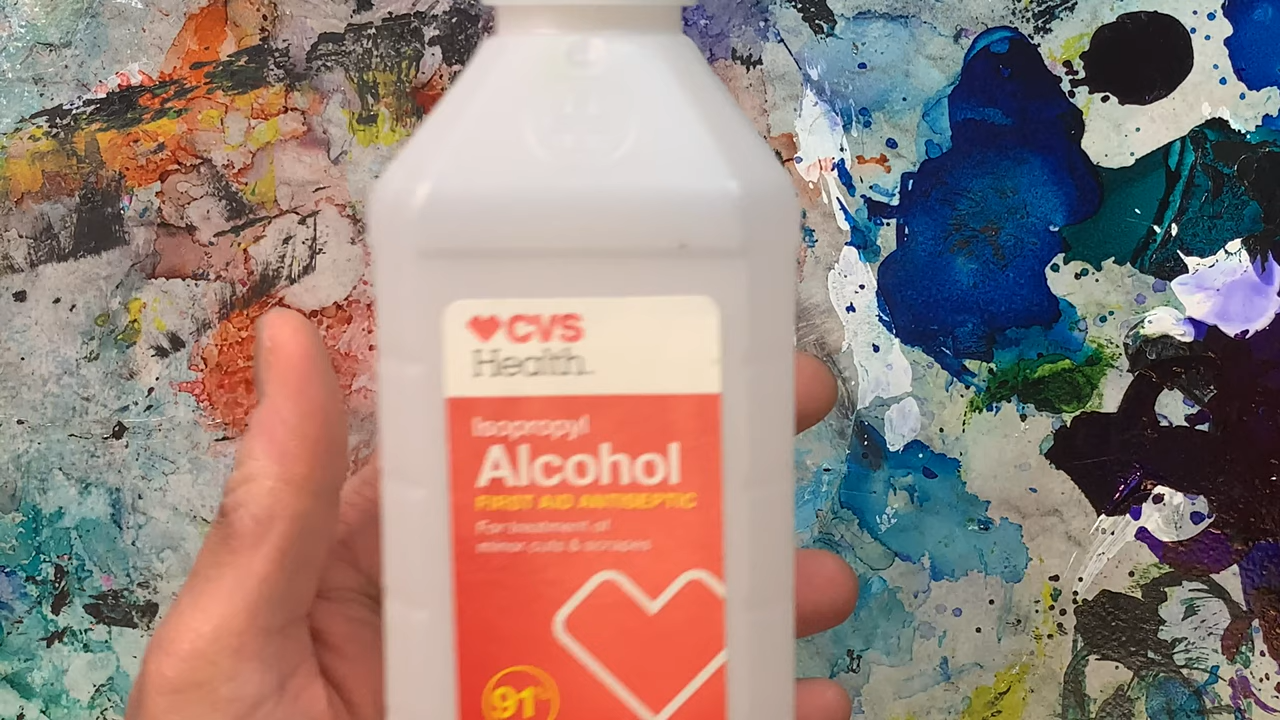 CVS
Health.
Isopropyl
Alcohol
FIRST AID ANTISEPTIC
For treatment of
minor cuts & scrapes
91%